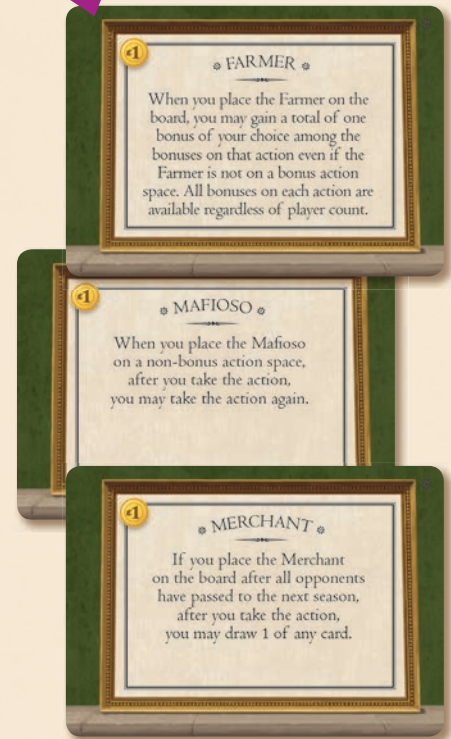 1
FARMER
When you place the Farmer on the
board, you may gain a total of one
bonus of your choice among the
bonuses on that action even if the
Farmer is not on a bonus action
space. All bonuses on each action are
available regardless of player count.
1
MAFIOSO
When you place the Mafioso
on a non-bonus action space,
after you take the action,
you may take the action again.
1
MERCHANT
If you place the Merchant
on the board after all opponents
have passed to the next season,
after you take the action,
you may draw 1 of any card.